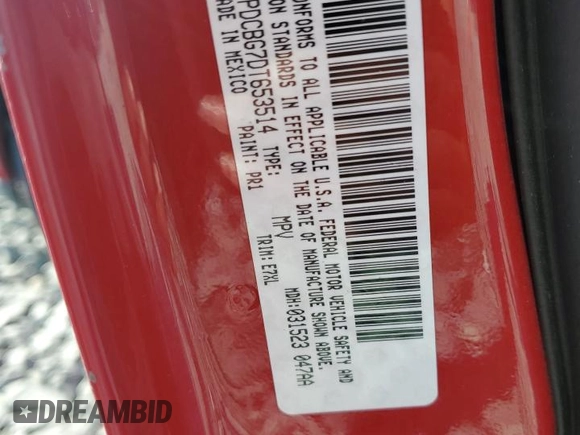 CONFORMS TO ALL APPLICABLE U.S.A. FEDERAL MOTOR VEHICLE SAFETY AND
STANDARDS IN EFFECT ON THE DATE OF MANUFACTURE SHOWN ABOVE.
PDCBG7DT653514 TYPE: MPV MDH:031523 047AA
MADE IN MEXICO PAINT: PR1 TRIM: E7XL
DREAMBID